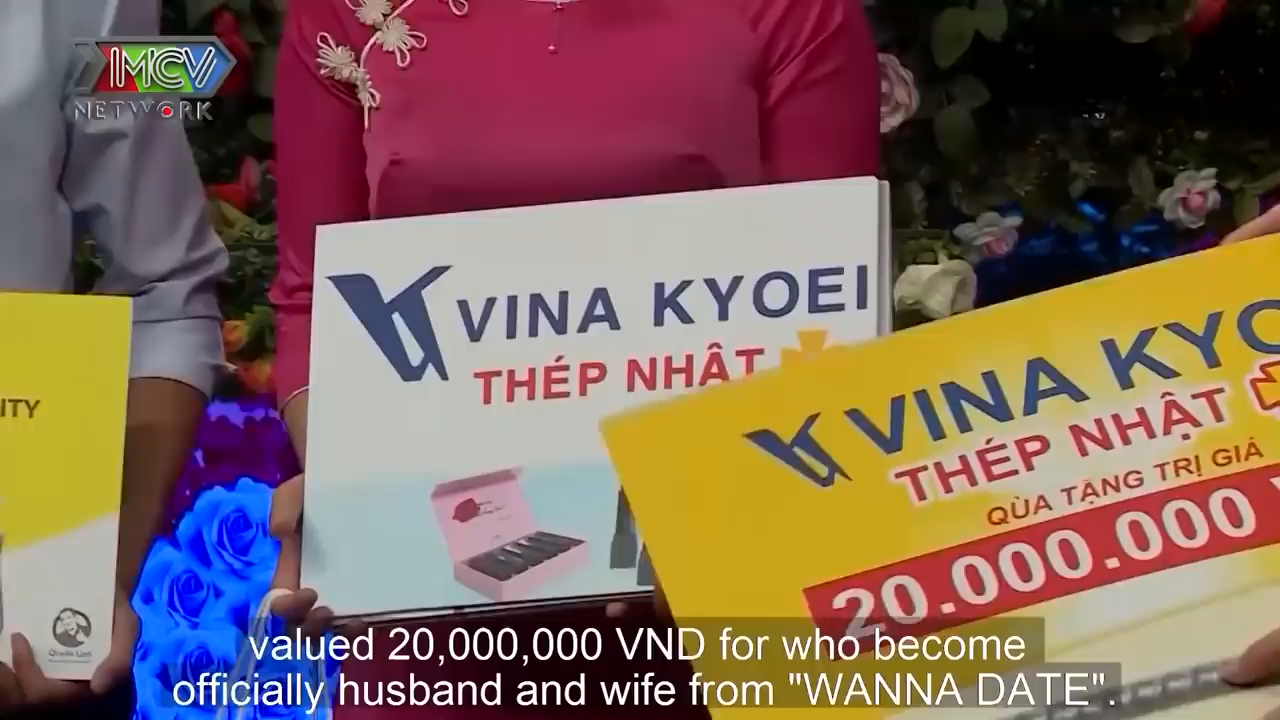 MCV
NETWORK
VINA KYOEI
THÉP NHẬT
ITY
VINA KYO
THÉP NHẬT
QÙA TẶNG TRỊ GIÁ
20.000.000
valued 20,000,000 VND for who become
officially husband and wife from "WANNA DATE".